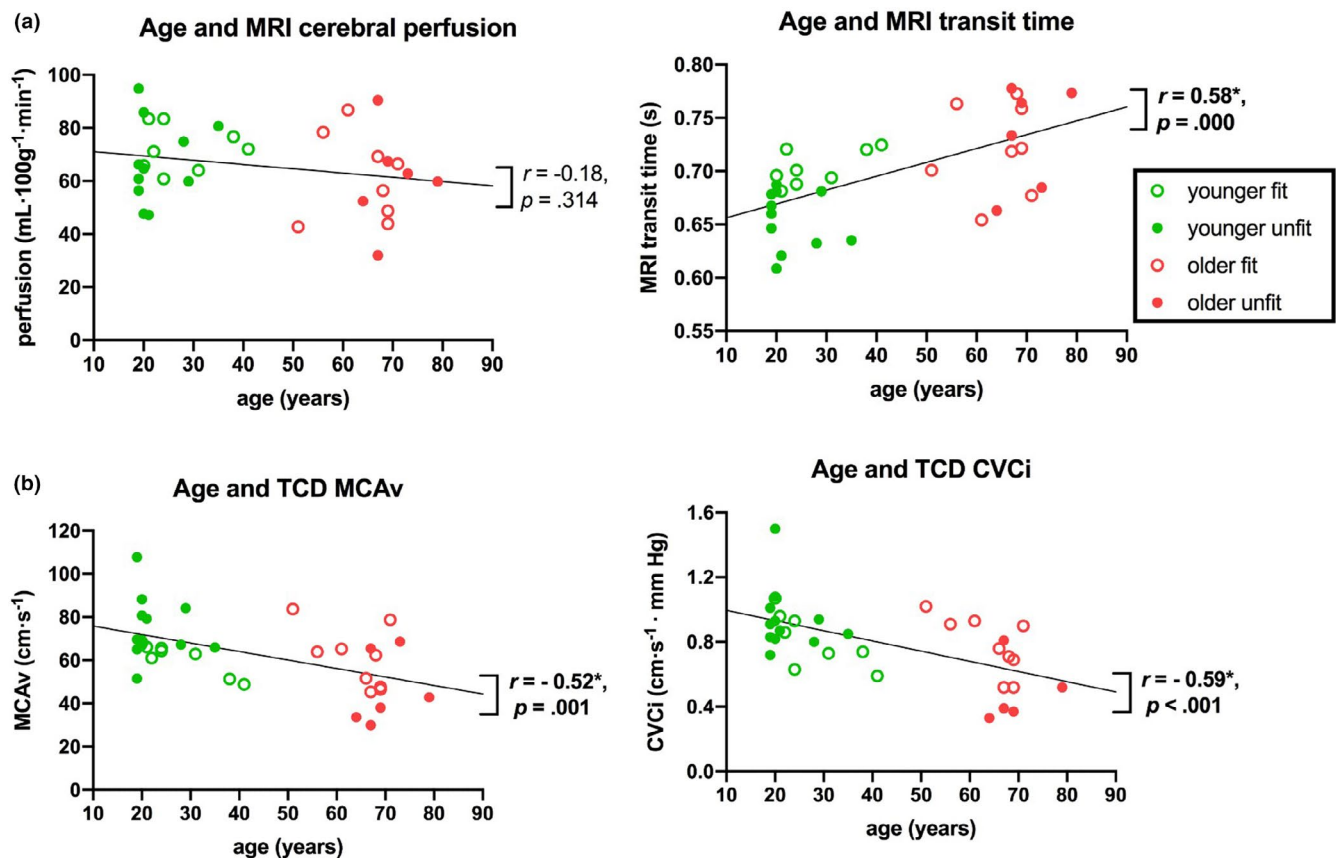 (a)
Age and MRI cerebral perfusion
perfusion (mL·100g⁻¹·min⁻¹)
100
80
60
40
20
0
10 20 30 40 50 60 70 80 90
age (years)
r = -0.18,
p = .314
Age and MRI transit time
MRI transit time (s)
0.80
0.75
0.70
0.65
0.60
0.55
10 20 30 40 50 60 70 80 90
age (years)
r = 0.58*,
p = .000
younger fit
younger unfit
older fit
older unfit
(b)
Age and TCD MCAv
MCAv (cm·s⁻¹)
120
100
80
60
40
20
0
10 20 30 40 50 60 70 80 90
age (years)
r = - 0.52*,
p = .001
Age and TCD CVCi
CVCi (cm·s⁻¹ · mm Hg)
1.6
1.2
0.8
0.4
0.0
10 20 30 40 50 60 70 80 90
age (years)
r = - 0.59*,
p < .001